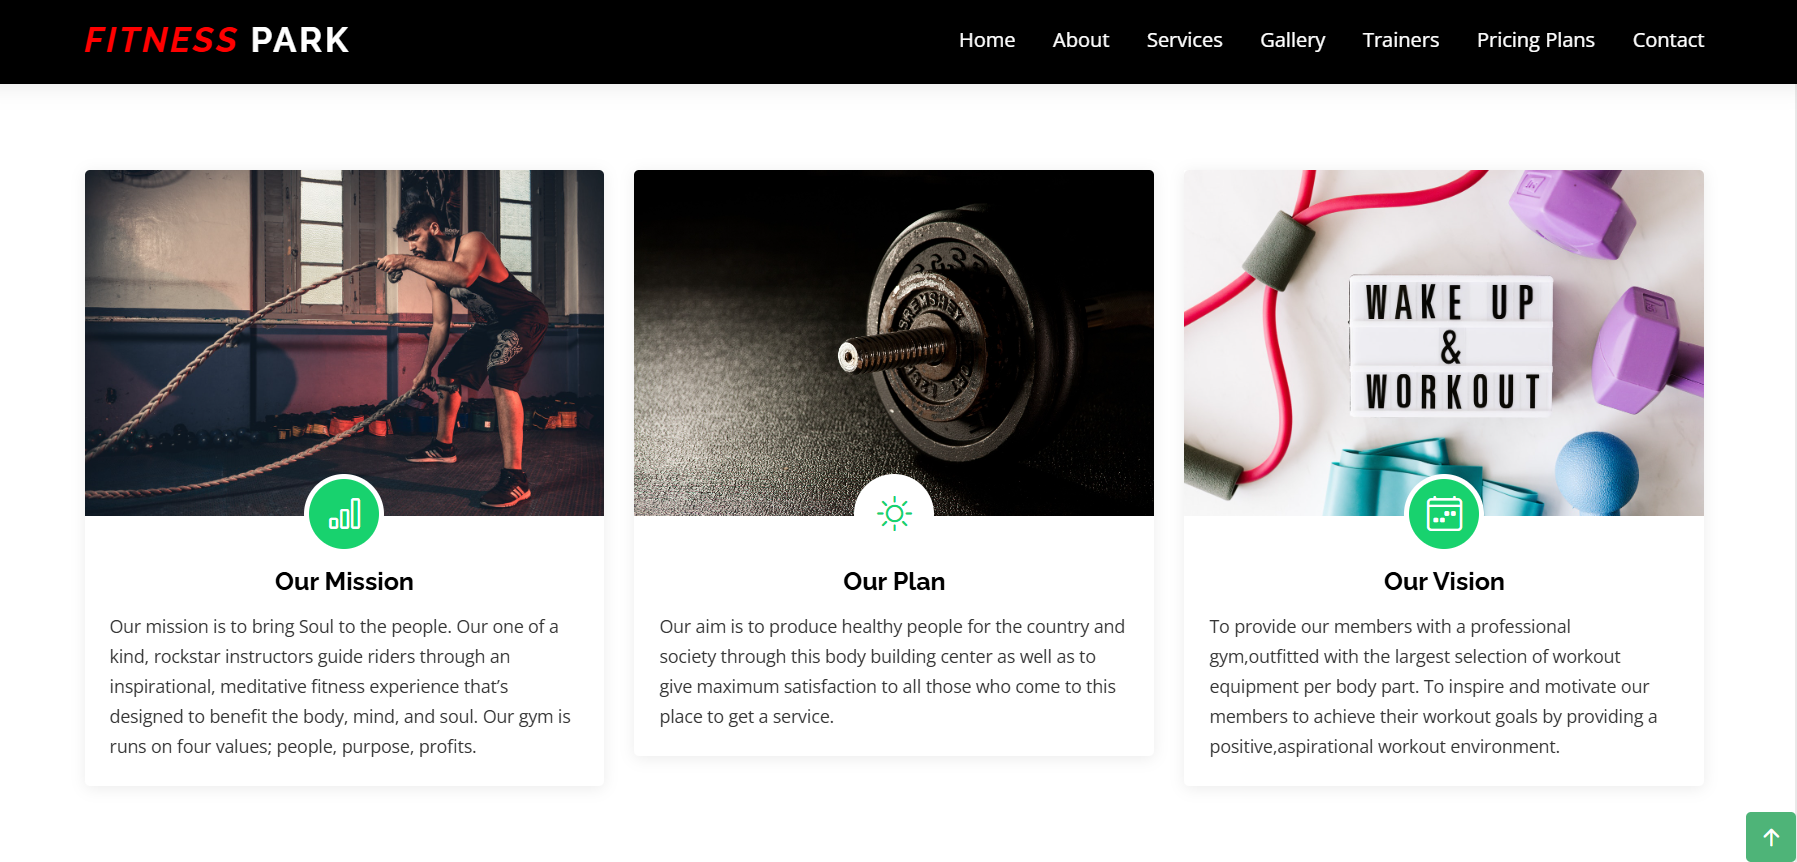 FITNESS PARK
Home About Services Gallery Trainers Pricing Plans Contact
WAKE UP
&
WORKOUT
Our Mission
Our mission is to bring Soul to the people. Our one of a
kind, rockstar instructors guide riders through an
inspirational, meditative fitness experience that's
designed to benefit the body, mind, and soul. Our gym is
runs on four values; people, purpose, profits.
Our Plan
Our aim is to produce healthy people for the country and
society through this body building center as well as to
give maximum satisfaction to all those who come to this
place to get a service.
Our Vision
To provide our members with a professional
gym,outfitted with the largest selection of workout
equipment per body part. To inspire and motivate our
members to achieve their workout goals by providing a
positive,aspirational workout environment.